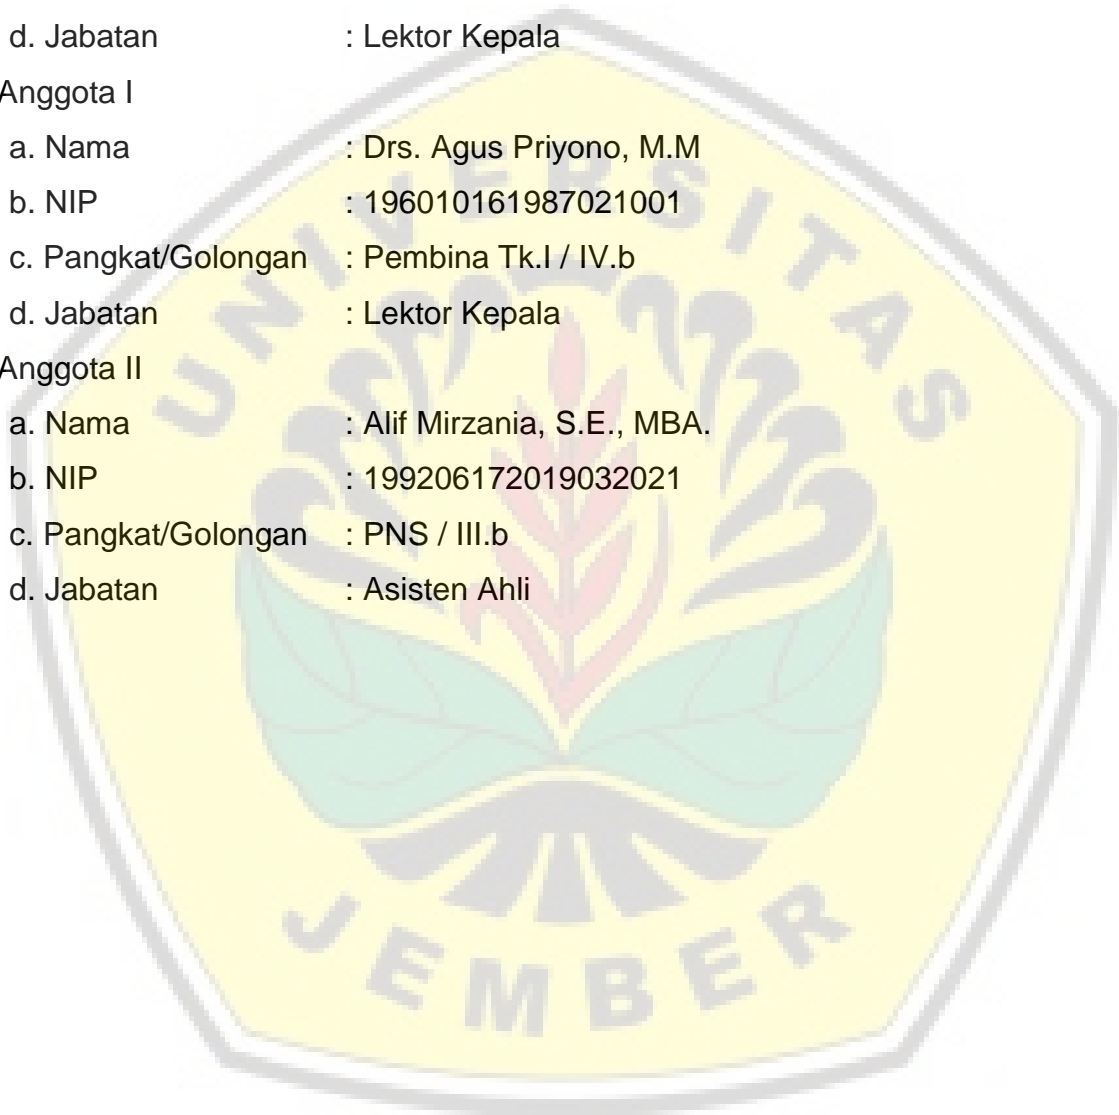 d. Jabatan : Lektor Kepala
Anggota I
a. Nama : Drs. Agus Priyono, M.M
b. NIP : 196010161987021001
c. Pangkat/Golongan : Pembina Tk.I / IV.b
d. Jabatan : Lektor Kepala
Anggota II
a. Nama : Alif Mirzania, S.E., MBA.
b. NIP : 199206172019032021
c. Pangkat/Golongan : PNS / III.b
d. Jabatan : Asisten Ahli
UNIVERSITAS
JEMBER